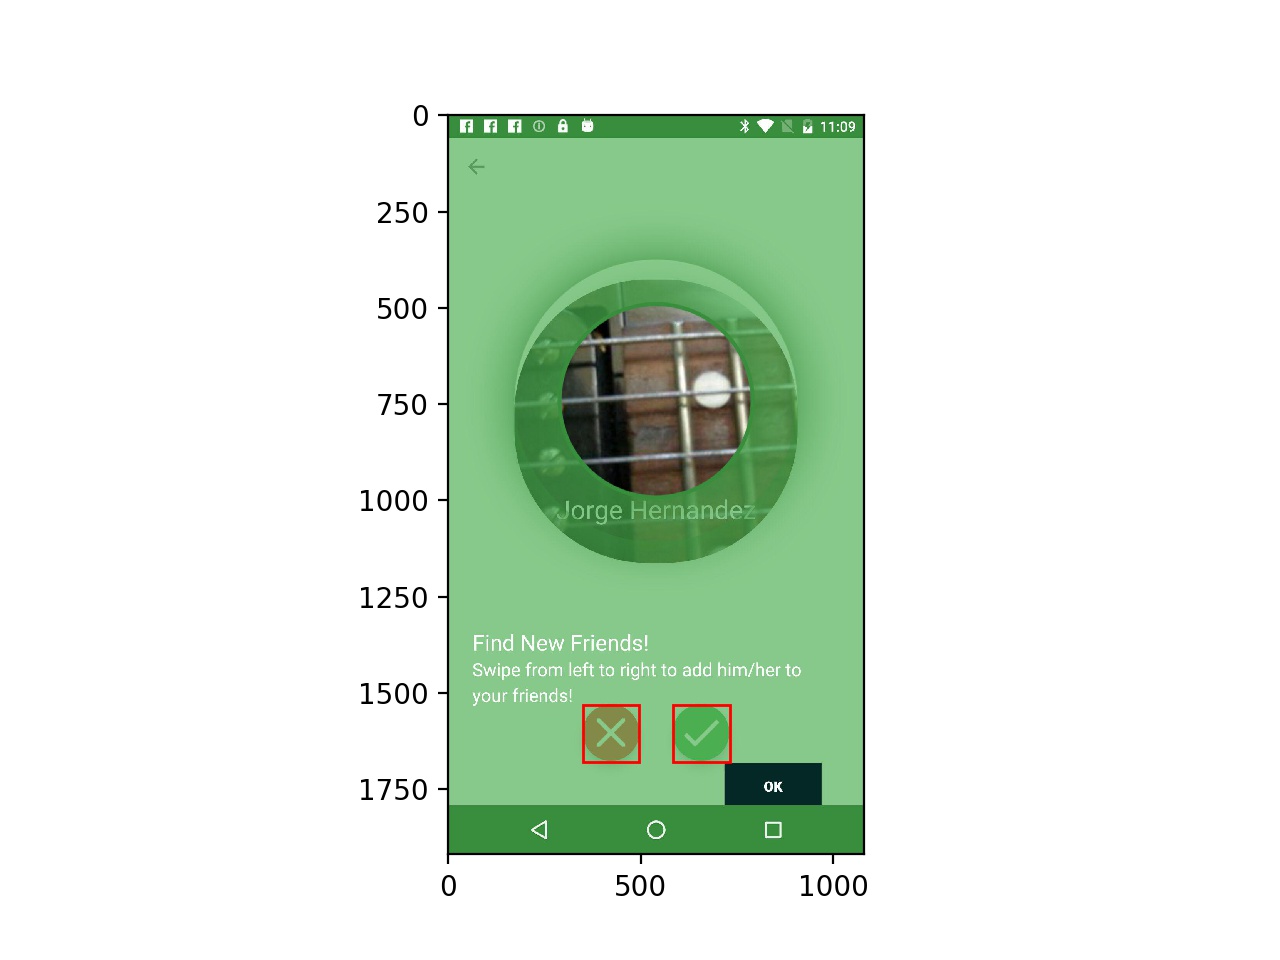 0
250
500
750
1000
1250
1500
1750
11:09
Jorge Hernandez
Find New Friends!
Swipe from left to right to add him/her to
your friends!
OK
0
500
1000